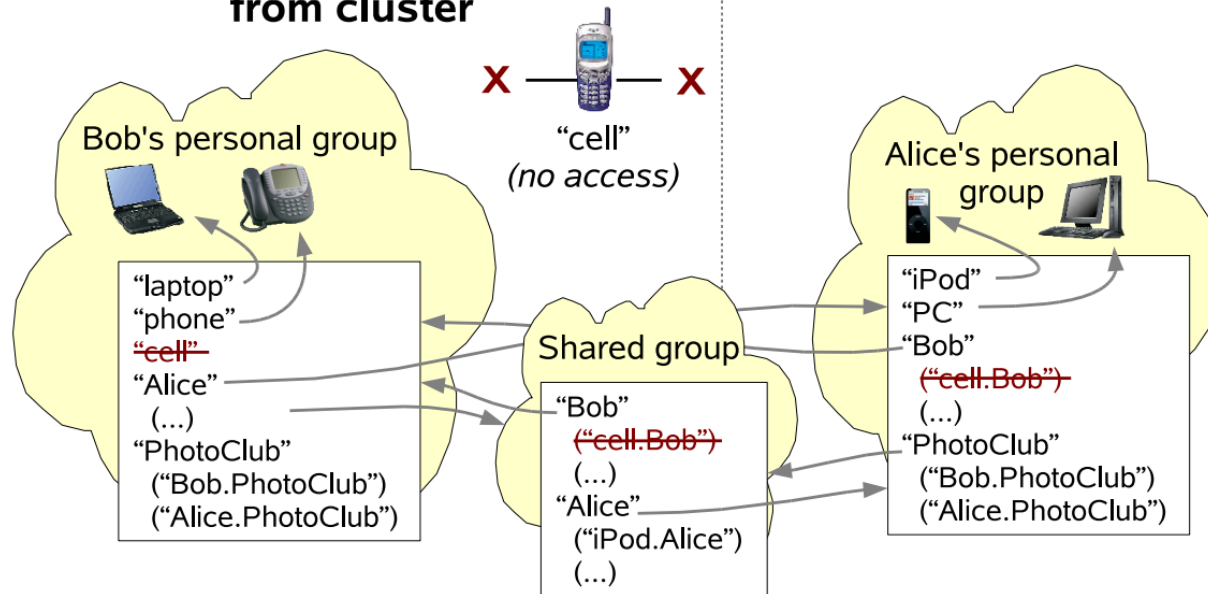 from cluster
X
X
“cell”
(no access)
Bob's personal group
“laptop”
“phone”
“cell”
“Alice”
(...)
“PhotoClub”
(“Bob.PhotoClub”)
(“Alice.PhotoClub”)
Shared group
“Bob”
(“cell.Bob”)
(...)
“Alice”
(“iPod.Alice”)
(...)
Alice's personal
group
“iPod”
“PC”
“Bob”
(“cell.Bob”)
(...)
“PhotoClub”
(“Bob.PhotoClub”)
(“Alice.PhotoClub”)